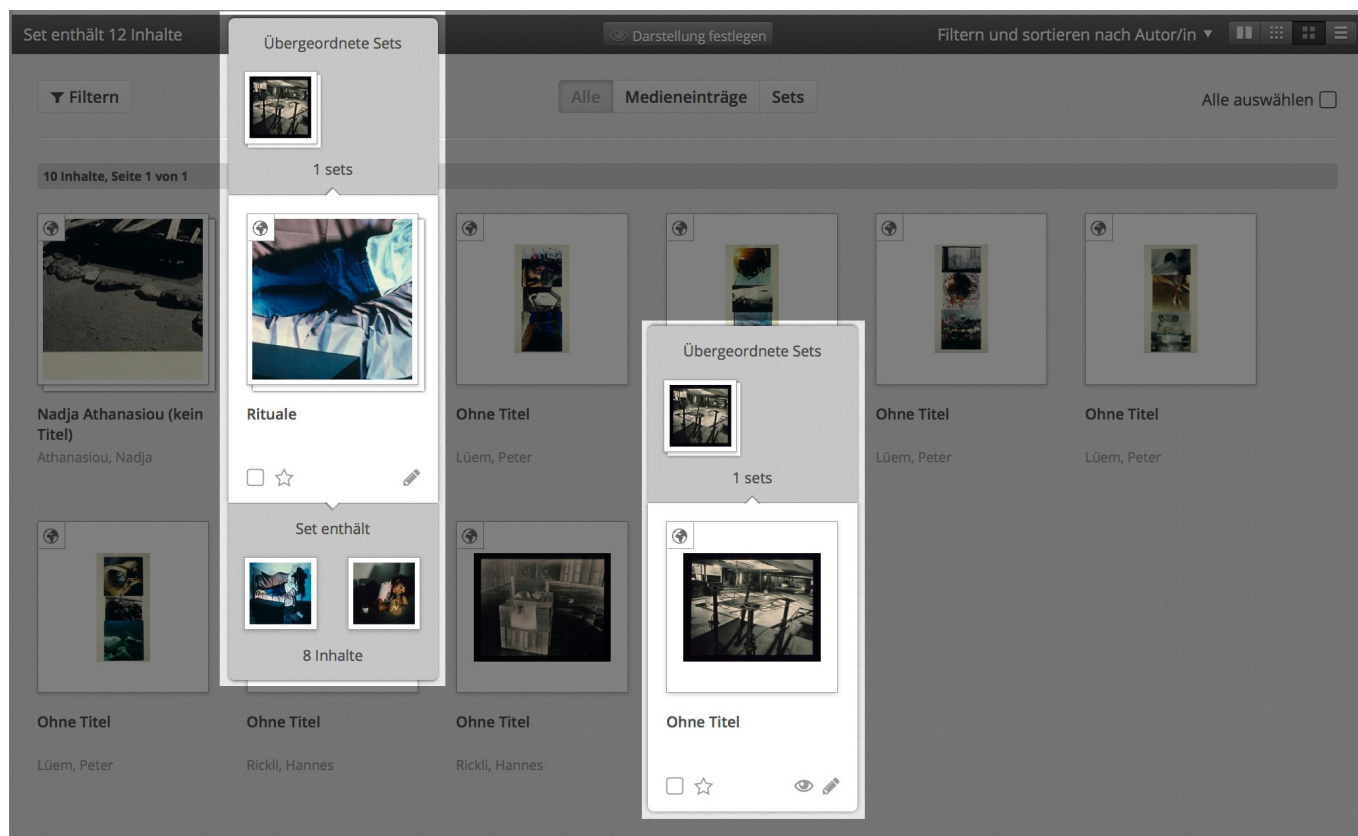 Set enthält 12 Inhalte
Darstellung festlegen
Filtern und sortieren nach Autor/in
Filtern
Alle
Medieneinträge
Sets
Alle auswählen
10 Inhalte, Seite 1 von 1
Übergeordnete Sets
1 sets
Nadja Athanasiou (kein
Titel)
Athanasiou, Nadja
Rituale
Set enthält
8 Inhalte
Ohne Titel
Lüem, Peter
Übergeordnete Sets
1 sets
Ohne Titel
Lüem, Peter
Ohne Titel
Lüem, Peter
Ohne Titel
Lüem, Peter
Ohne Titel
Rickli, Hannes
Ohne Titel
Rickli, Hannes
Ohne Titel